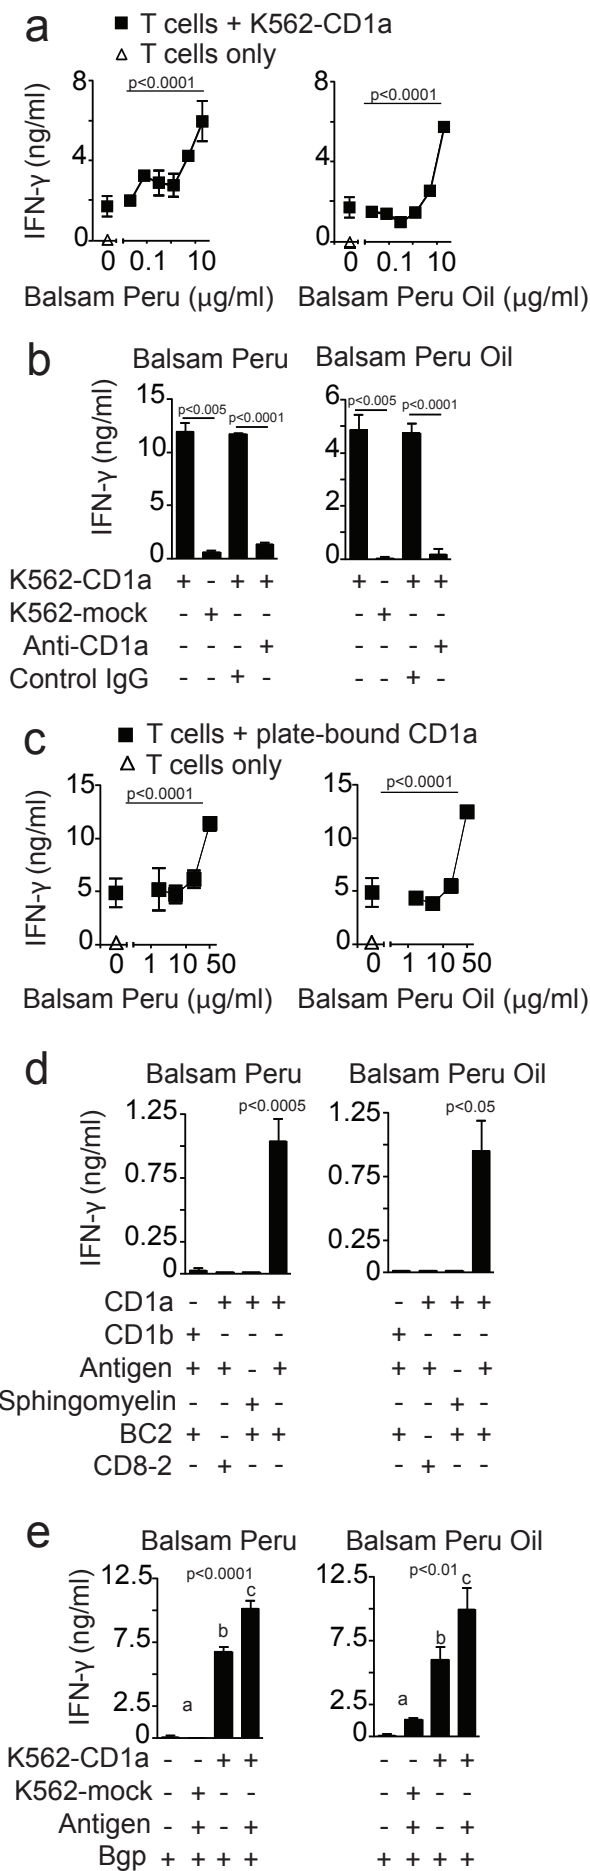 a
■ T cells + K562-CD1a
△ T cells only
8 p<0.0001 8 p<0.0001
IFN-γ (ng/ml)
4 4
0 0
0 0.1 10 0 0.1 10
Balsam Peru (μg/ml) Balsam Peru Oil (μg/ml)
b Balsam Peru Balsam Peru Oil
15 p<0.005 p<0.0001 6 p<0.005 p<0.0001
IFN-γ (ng/ml)
10 4
5 2
0 0
K562-CD1a + - + + + - + +
K562-mock - + - - - + - -
Anti-CD1a - - - + - - - +
Control IgG - - + - - - + -
c
■ T cells + plate-bound CD1a
△ T cells only
15 p<0.0001 15 p<0.0001
IFN-γ (ng/ml)
10 10
5 5
0 0
0 1 10 50 0 1 10 50
Balsam Peru (μg/ml) Balsam Peru Oil (μg/ml)
d Balsam Peru Balsam Peru Oil
1.25 p<0.0005 1.25 p<0.05
IFN-γ (ng/ml)
0.75 0.75
0.25 0.25
0 0
CD1a - + + + - + + +
CD1b + - - - + - - -
Antigen + + - + + + - +
Sphingomyelin - - + - - - + -
BC2 + - + + + - + +
CD8-2 - + - - - + - -
e Balsam Peru Balsam Peru Oil
12.5 p<0.0001 12.5 p<0.01
IFN-γ (ng/ml)
c c
7.5 b 7.5 b
2.5 a 2.5 a
0 0
K562-CD1a - - + + - - + +
K562-mock - + - - - + - -
Antigen - + - + - + - +
Bgp + + + + + + + +